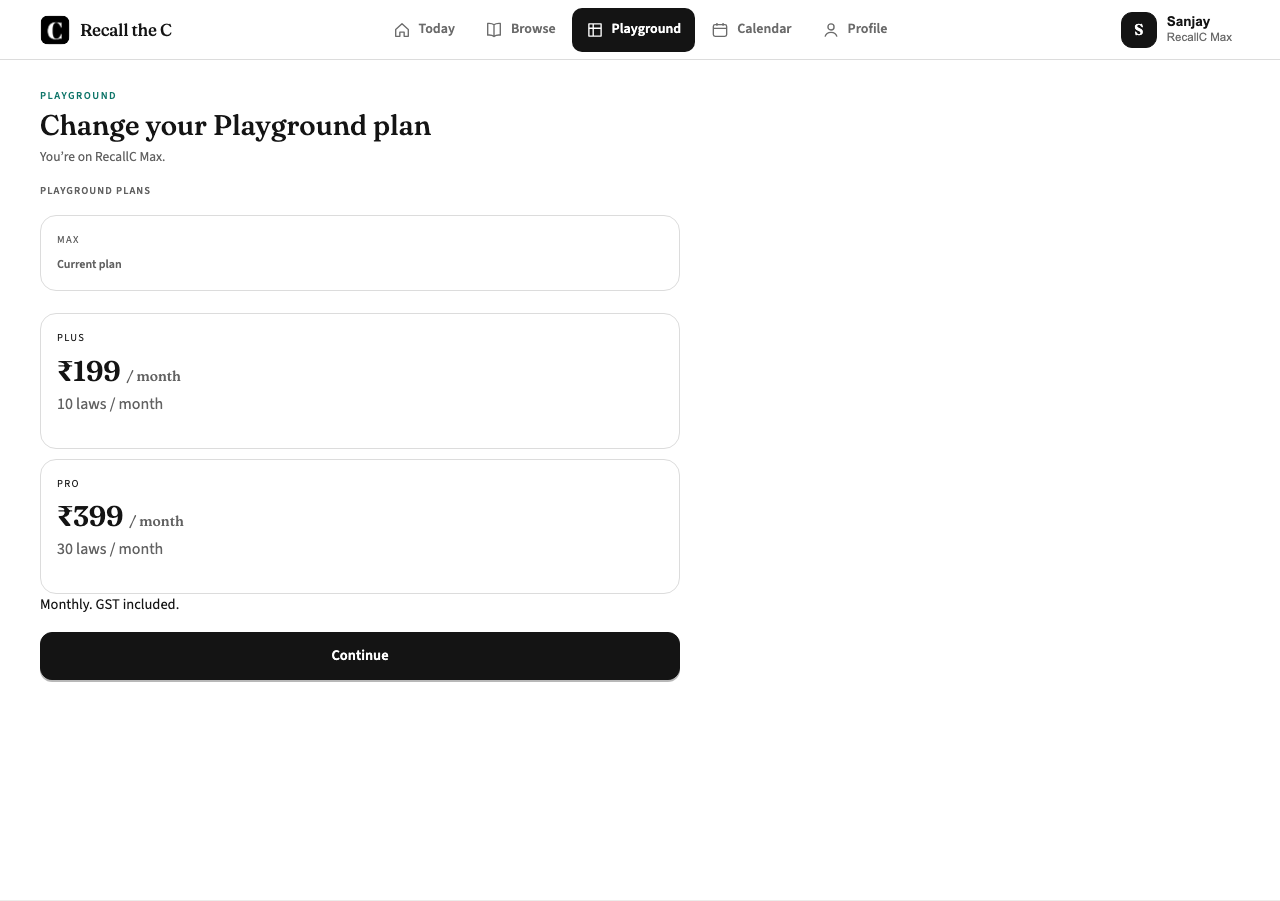 C Recall the C
Today
Browse
Playground
Calendar
Profile
S
Sanjay
RecallC Max
PLAYGROUND
Change your Playground plan
You're on RecallC Max.
PLAYGROUND PLANS
MAX
Current plan
PLUS
₹199 / month
10 laws / month
PRO
₹399 / month
30 laws / month
Monthly. GST included.
Continue